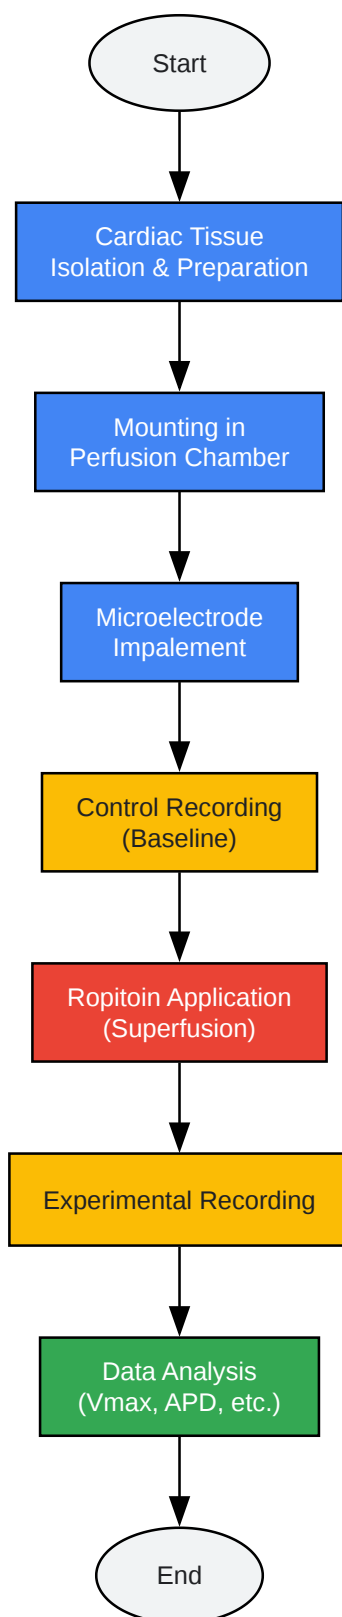 Start
Cardiac Tissue
Isolation & Preparation
Mounting in
Perfusion Chamber
Microelectrode
Impalement
Control Recording
(Baseline)
Ropitoin Application
(Superfusion)
Experimental Recording
Data Analysis
(Vmax, APD, etc.)
End